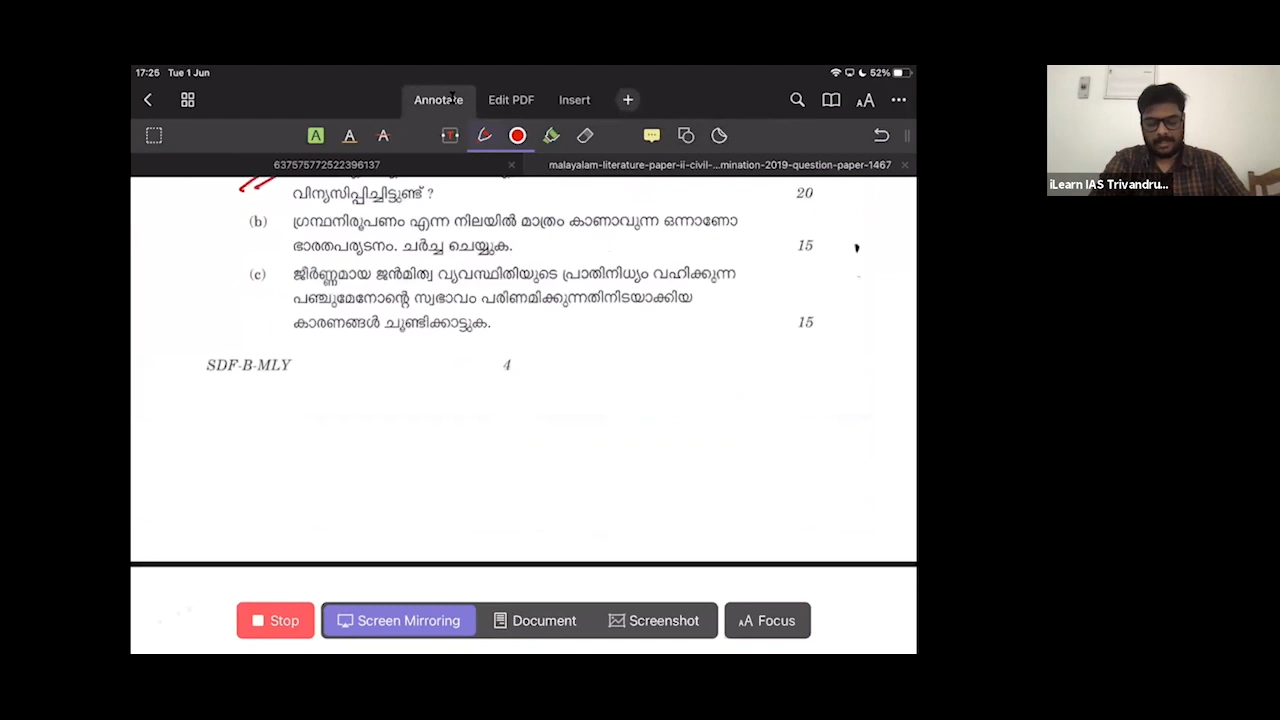 17:25 Tue 1 Jun
52%
Annotate Edit PDF Insert
637575772522396137
malayalam-literature-paper-ii-civil-...mination-2019-question-paper-1467
വിന്യസിപ്പിച്ചിട്ടുണ്ട് ? 20
(b) ഗ്രന്ഥനിരൂപണം എന്ന നിലയിൽ മാത്രം കാണാവുന്ന ഒന്നാണോ
ഭാരതപര്യടനം. ചർച്ച ചെയ്യുക. 15
(c) ജീർണ്ണമായ ജൻമിത്വ വ്യവസ്ഥിതിയുടെ പ്രാതിനിധ്യം വഹിക്കുന്ന
പഞ്ചുമേനോന്റെ സ്വഭാവം പരിണമിക്കുന്നതിനിടയാക്കിയ
കാരണങ്ങൾ ചൂണ്ടിക്കാട്ടുക. 15
SDF-B-MLY 4
Stop Screen Mirroring Document Screenshot AA Focus
iLearn IAS Trivandru...